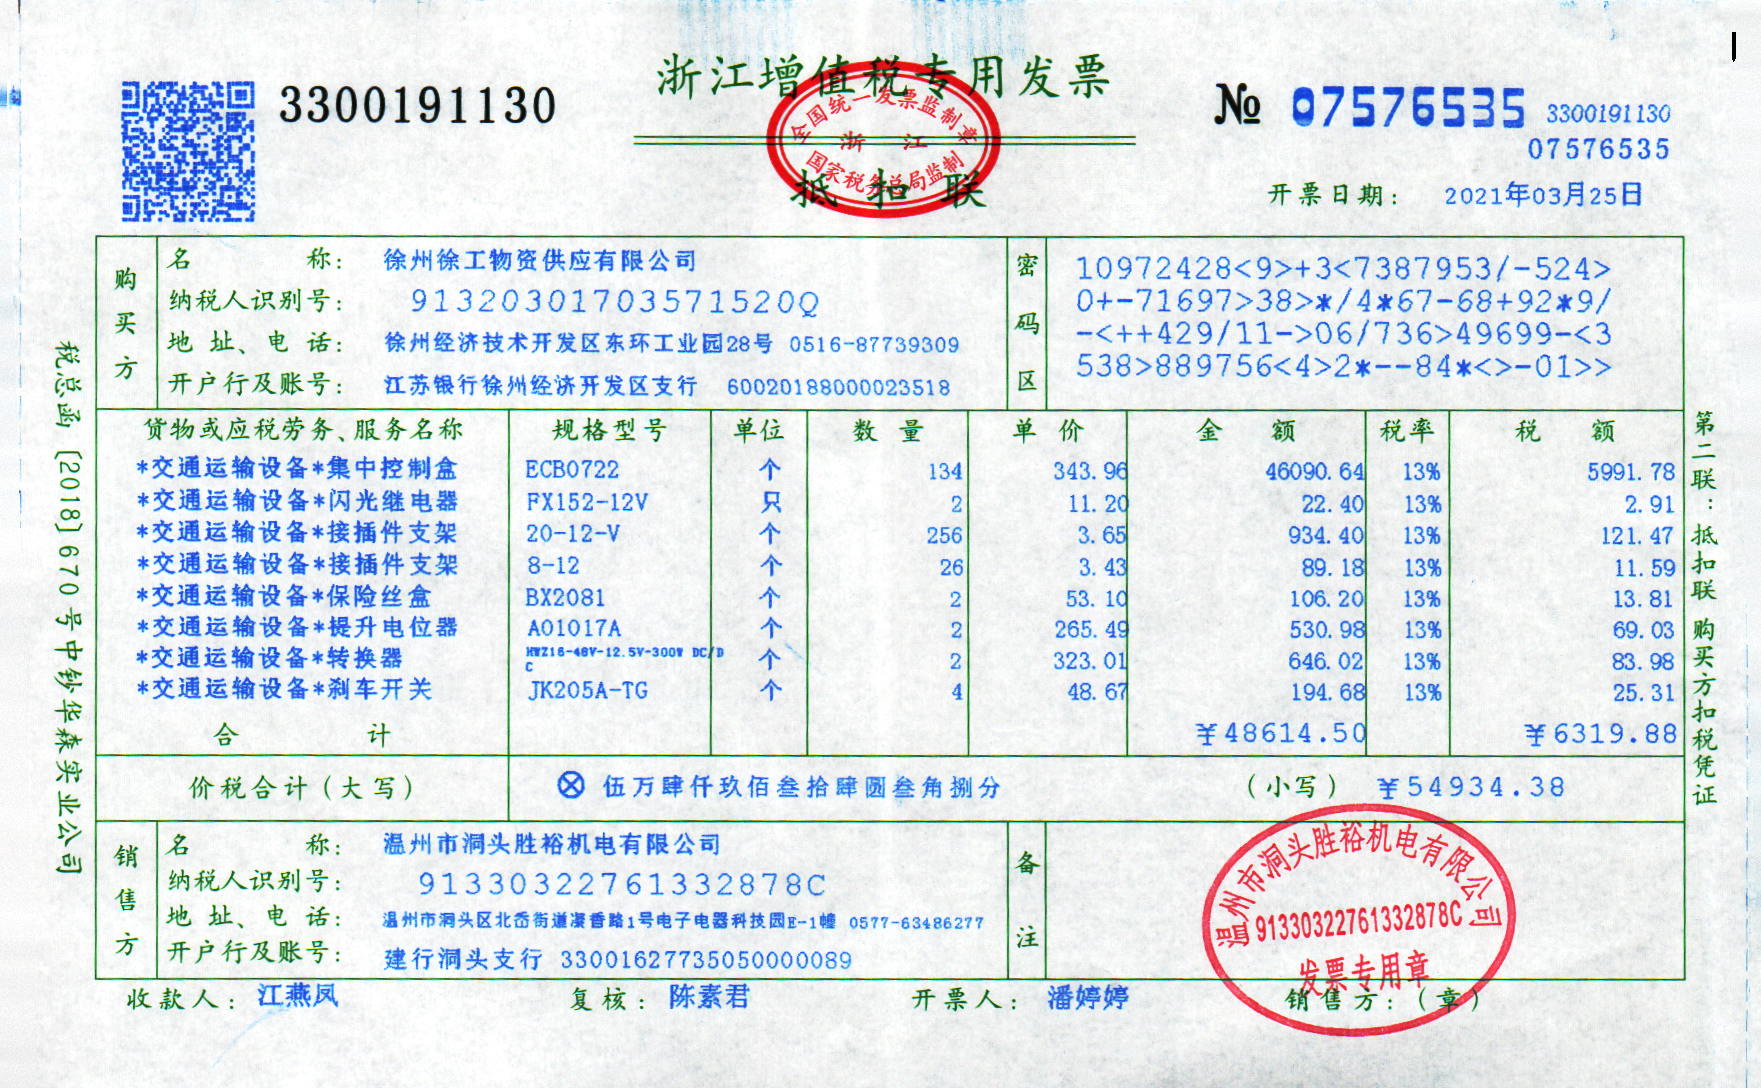 浙江增值税专用发票
3300191130
№ 07576535
3300191130
07576535
全国统一发票监制章
浙 江
国家税务总局监制
抵扣联
开票日期: 2021年03月25日
购买方
名 称: 徐州徐工物资供应有限公司
纳税人识别号: 91320301703571520Q
地 址、电 话: 徐州经济技术开发区东环工业园28号 0516-87739309
开户行及账号: 江苏银行徐州经济开发区支行 60020188000023518
密码区
10972428<9>+3<7387953/-524>
0+-71697>38>*/4*67-68+92*9/
-<++429/11->06/736>49699-<3
538>889756<4>2*--84*<>-01>>
货物或应税劳务、服务名称 规格型号 单位 数 量 单 价 金 额 税率 税 额
*交通运输设备*集中控制盒 ECB0722 个 134 343.96 46090.64 13% 5991.78
*交通运输设备*闪光继电器 FX152-12V 只 2 11.20 22.40 13% 2.91
*交通运输设备*接插件支架 20-12-V 个 256 3.65 934.40 13% 121.47
*交通运输设备*接插件支架 8-12 个 26 3.43 89.18 13% 11.59
*交通运输设备*保险丝盒 BX2081 个 2 53.10 106.20 13% 13.81
*交通运输设备*提升电位器 A01017A 个 2 265.49 530.98 13% 69.03
*交通运输设备*转换器 HWZ16-48V-12.5V-300W DC/D
C 个 2 323.01 646.02 13% 83.98
*交通运输设备*刹车开关 JK205A-TG 个 4 48.67 194.68 13% 25.31
合 计 ¥48614.50 ¥6319.88
价税合计(大写) ⊗ 伍万肆仟玖佰叁拾肆圆叁角捌分 (小写) ¥54934.38
销售方
名 称: 温州市洞头胜裕机电有限公司
纳税人识别号: 91330322761332878C
地 址、电 话: 温州市洞头区北岙街道凝香路1号电子电器科技园E-1幢 0577-63486277
开户行及账号: 建行洞头支行 33001627735050000089
备注
温州市洞头胜裕机电有限公司
91330322761332878C
发票专用章
收款人: 江燕凤 复核: 陈素君 开票人: 潘婷婷 销售方:(章)
税总函〔2018〕670号中钞华森实业公司
第二联:抵扣联 购买方扣税凭证